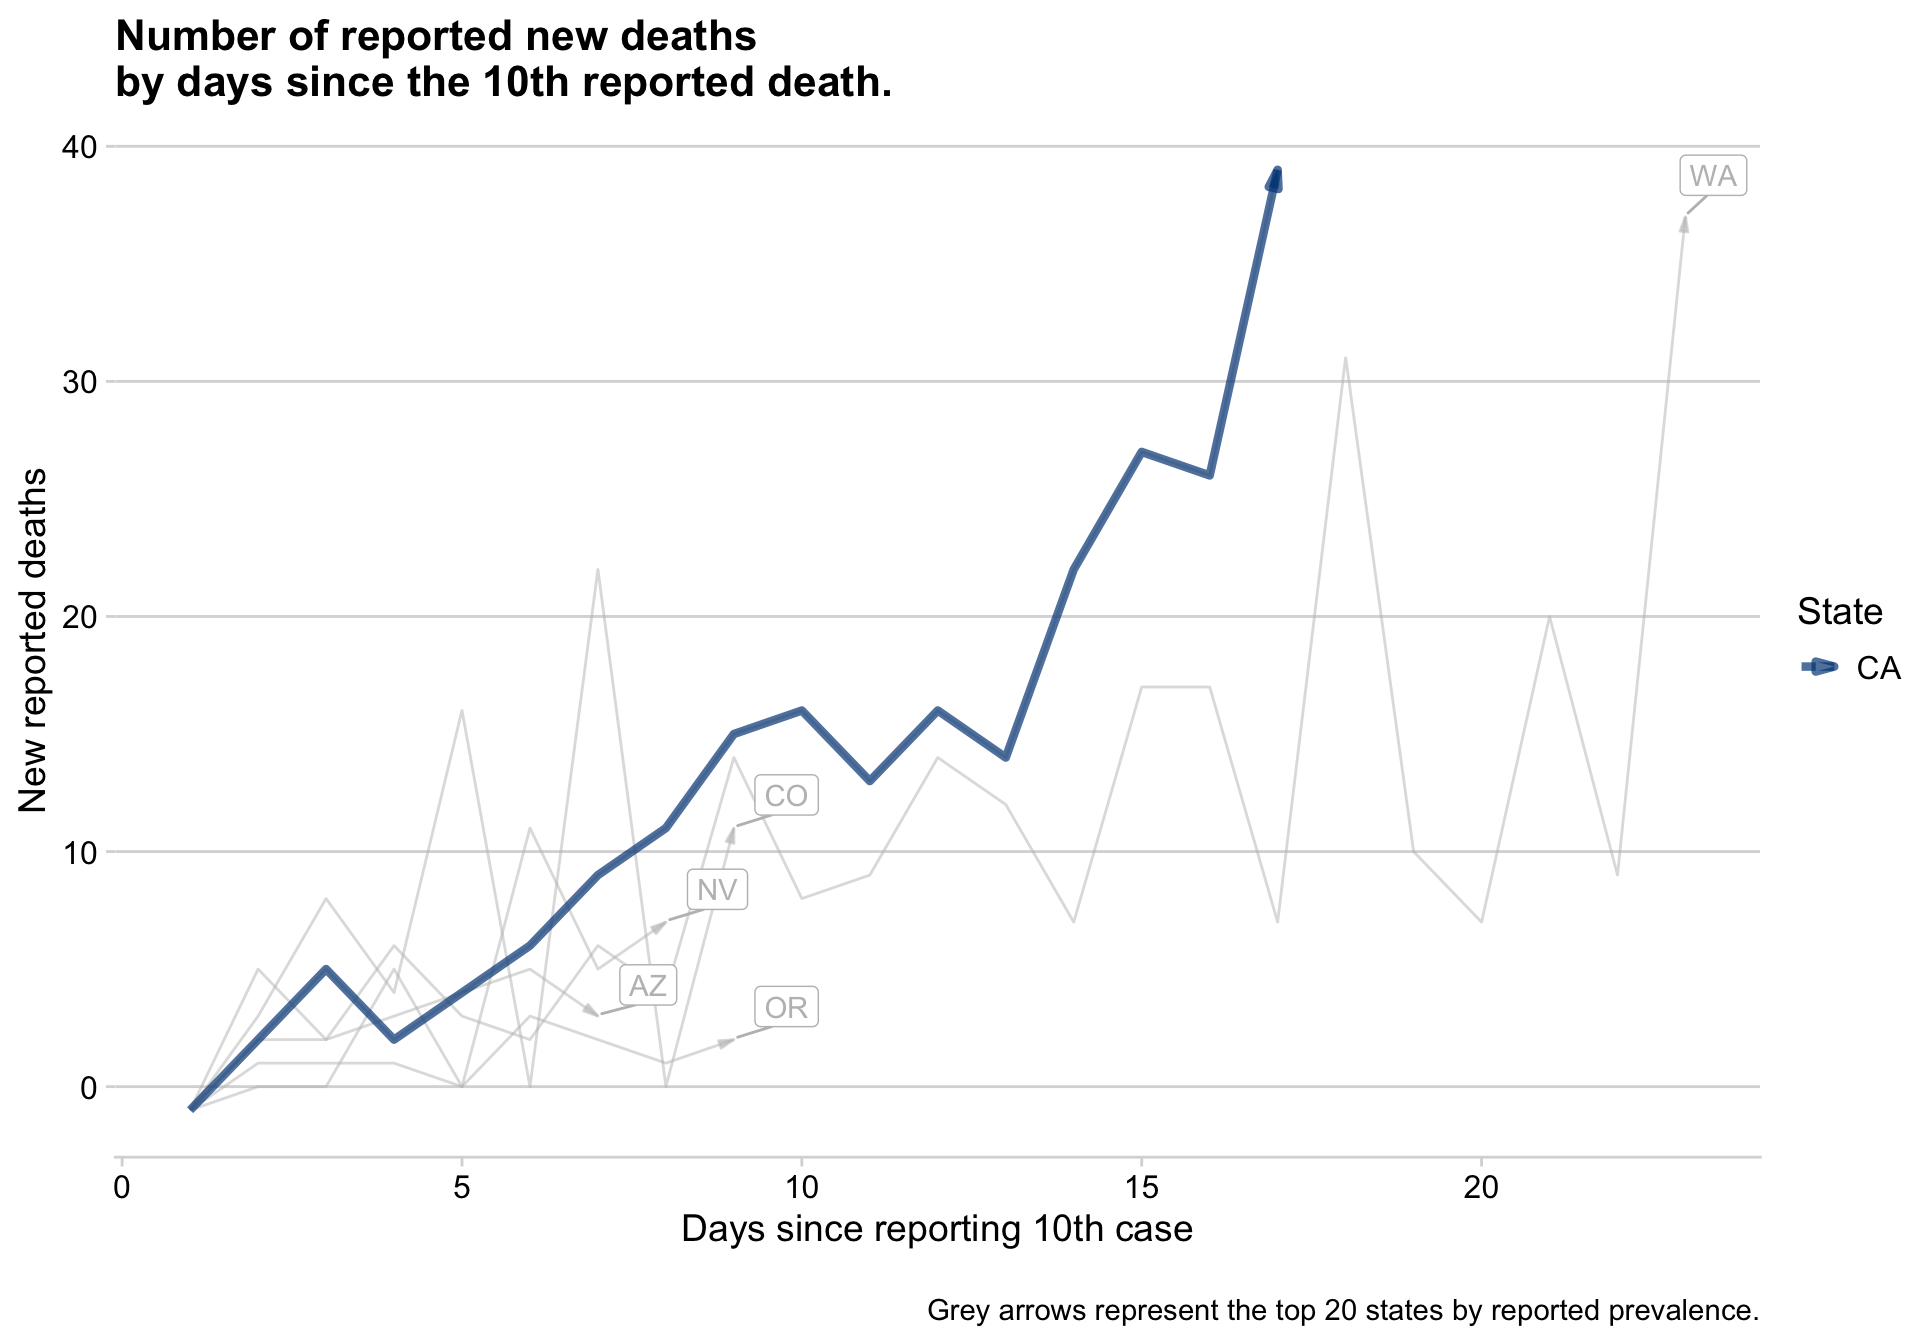 Number of reported new deaths
by days since the 10th reported death.
40
30
20
10
0
New reported deaths
WA
CO
NV
AZ
OR
State
CA
0 5 10 15 20
Days since reporting 10th case
Grey arrows represent the top 20 states by reported prevalence.